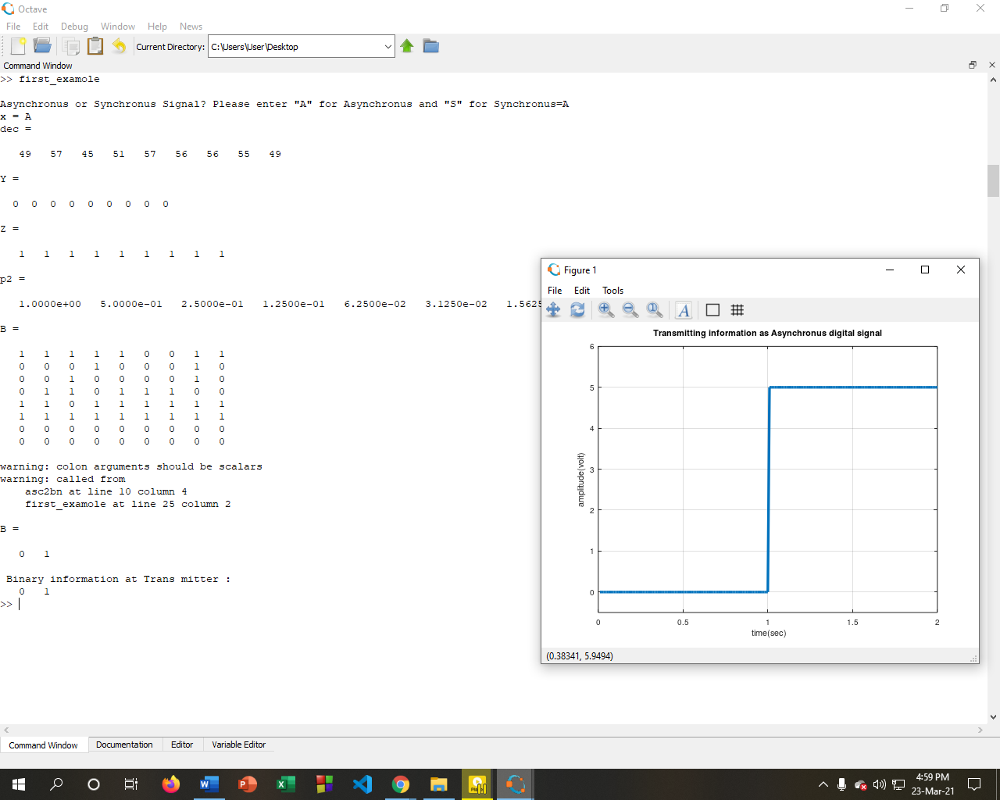 Octave
File Edit Debug Window Help News
Current Directory: C:\Users\User\Desktop
Command Window
>> first_examole
Asynchronus or Synchronus Signal? Please enter "A" for Asynchronus and "S" for Synchronus=A
x = A
dec =
49 57 45 51 57 56 56 55 49
Y =
0 0 0 0 0 0 0 0 0
Z =
1 1 1 1 1 1 1 1 1
p2 =
1.0000e+00 5.0000e-01 2.5000e-01 1.2500e-01 6.2500e-02 3.1250e-02 1.5625
B =
1 1 1 1 1 0 0 1 1
0 0 0 1 0 0 0 1 0
0 0 1 0 0 0 0 1 0
0 1 1 0 1 1 1 0 0
1 1 0 1 1 1 1 1 1
1 1 1 1 1 1 1 1 1
0 0 0 0 0 0 0 0 0
0 0 0 0 0 0 0 0 0
warning: colon arguments should be scalars
warning: called from
asc2bn at line 10 column 4
first_examole at line 25 column 2
B =
0 1
Binary information at Trans mitter :
0 1
>>
Figure 1
File Edit Tools
A
Transmitting information as Asynchronus digital signal
6
5
4
3
2
1
0
amplitude(volt)
0 0.5 1 1.5 2
time(sec)
(0.38341, 5.9494)
Command Window Documentation Editor Variable Editor
4:59 PM
23-Mar-21